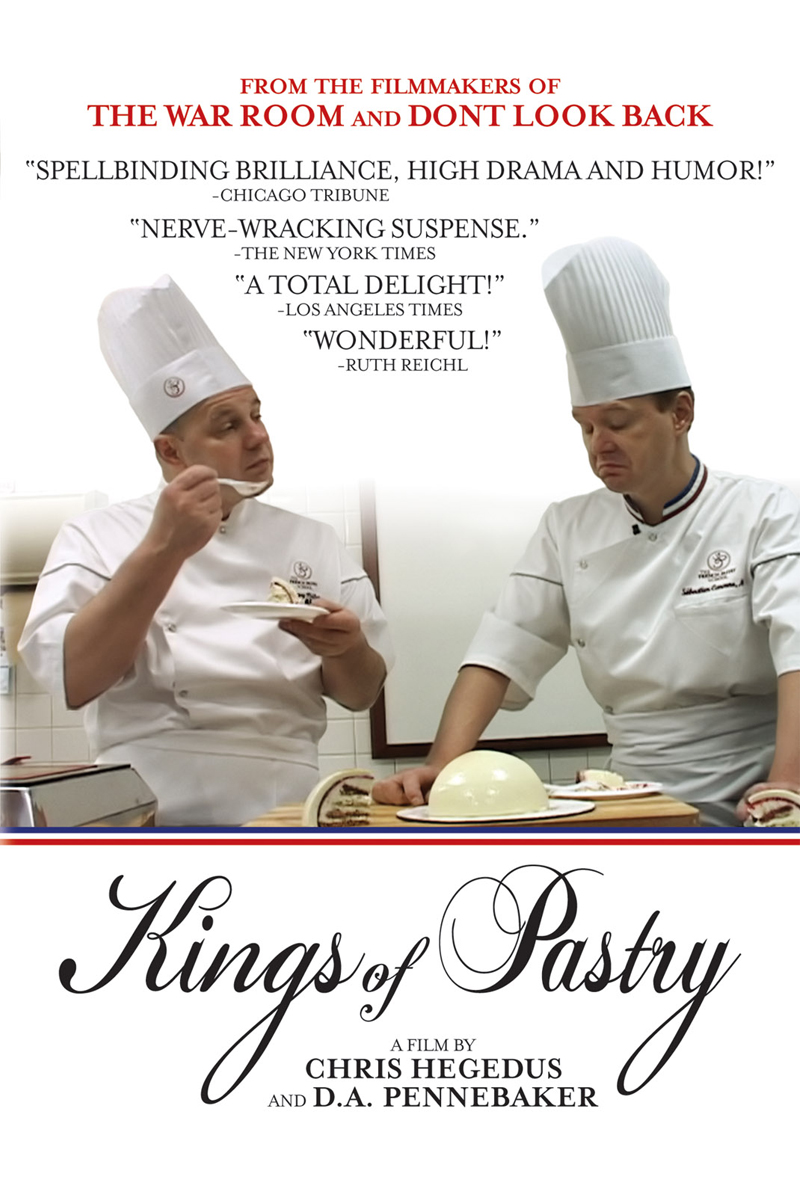 FROM THE FILMMAKERS OF
THE WAR ROOM AND DONT LOOK BACK
"SPELLBINDING BRILLIANCE, HIGH DRAMA AND HUMOR!"
-CHICAGO TRIBUNE
"NERVE-WRACKING SUSPENSE."
-THE NEW YORK TIMES
"A TOTAL DELIGHT!"
-LOS ANGELES TIMES
"WONDERFUL!"
-RUTH REICHL
Kings of Pastry
A FILM BY
CHRIS HEGEDUS
AND D.A. PENNEBAKER